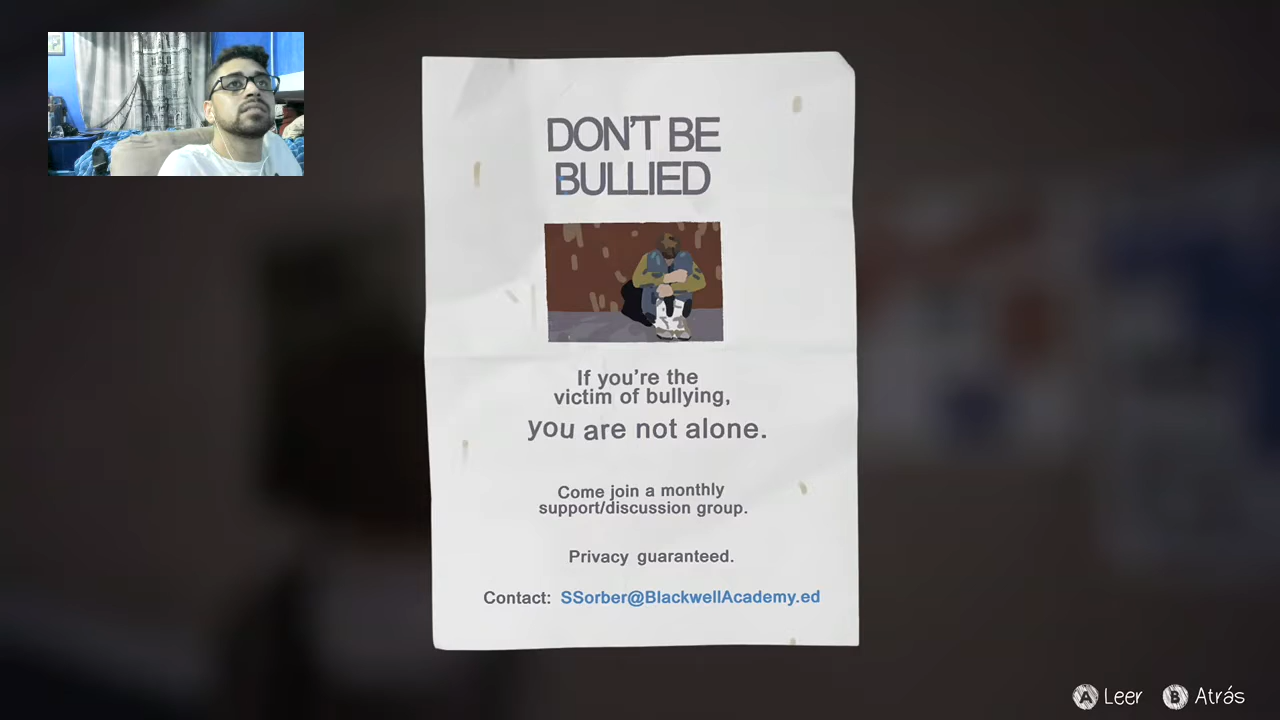 DON'T BE
BULLIED
If you're the
victim of bullying,
you are not alone.
Come join a monthly
support/discussion group.
Privacy guaranteed.
Contact: SSorber@BlackwellAcademy.ed
A Leer B Atrás